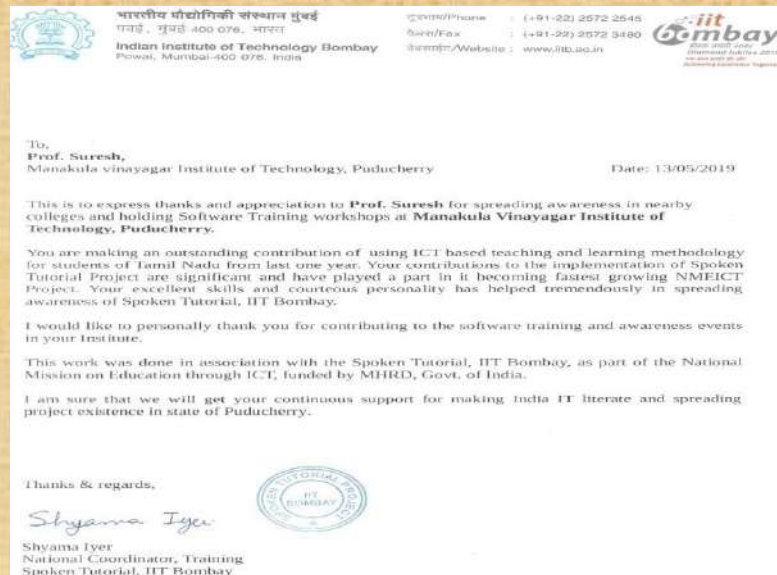 भारतीय प्रौद्योगिकी संस्थान मुंबई
पवई, मुंबई 400 076, भारत
Indian Institute of Technology Bombay
Powai, Mumbai-400 076, India
दूरभाष/Phone : (+91-22) 2572 2545
फैक्स/Fax : (+91-22) 2572 3480
वेबसाईट/Website : www.iitb.ac.in
iit
Bombay
To,
Prof. Suresh,
Manakula vinayagar Institute of Technology, Puducherry Date: 13/05/2019
This is to express thanks and appreciation to Prof. Suresh for spreading awareness in nearby
colleges and holding Software Training workshops at Manakula Vinayagar Institute of
Technology, Puducherry.
You are making an outstanding contribution of using ICT based teaching and learning methodology
for students of Tamil Nadu from last one year. Your contributions to the implementation of Spoken
Tutorial Project are significant and have played a part in it becoming fastest growing NMEICT
Project. Your excellent skills and courteous personality has helped tremendously in spreading
awareness of Spoken Tutorial, IIT Bombay.
I would like to personally thank you for contributing to the software training and awareness events
in your Institute.
This work was done in association with the Spoken Tutorial, IIT Bombay, as part of the National
Mission on Education through ICT, funded by MHRD, Govt. of India.
I am sure that we will get your continuous support for making India IT literate and spreading
project existence in state of Puducherry.
Thanks & regards,
SPOKEN TUTORIAL PROJECT
IIT
BOMBAY
Shyama Iyer
Shyama Iyer
National Coordinator, Training
Spoken Tutorial, IIT Bombay